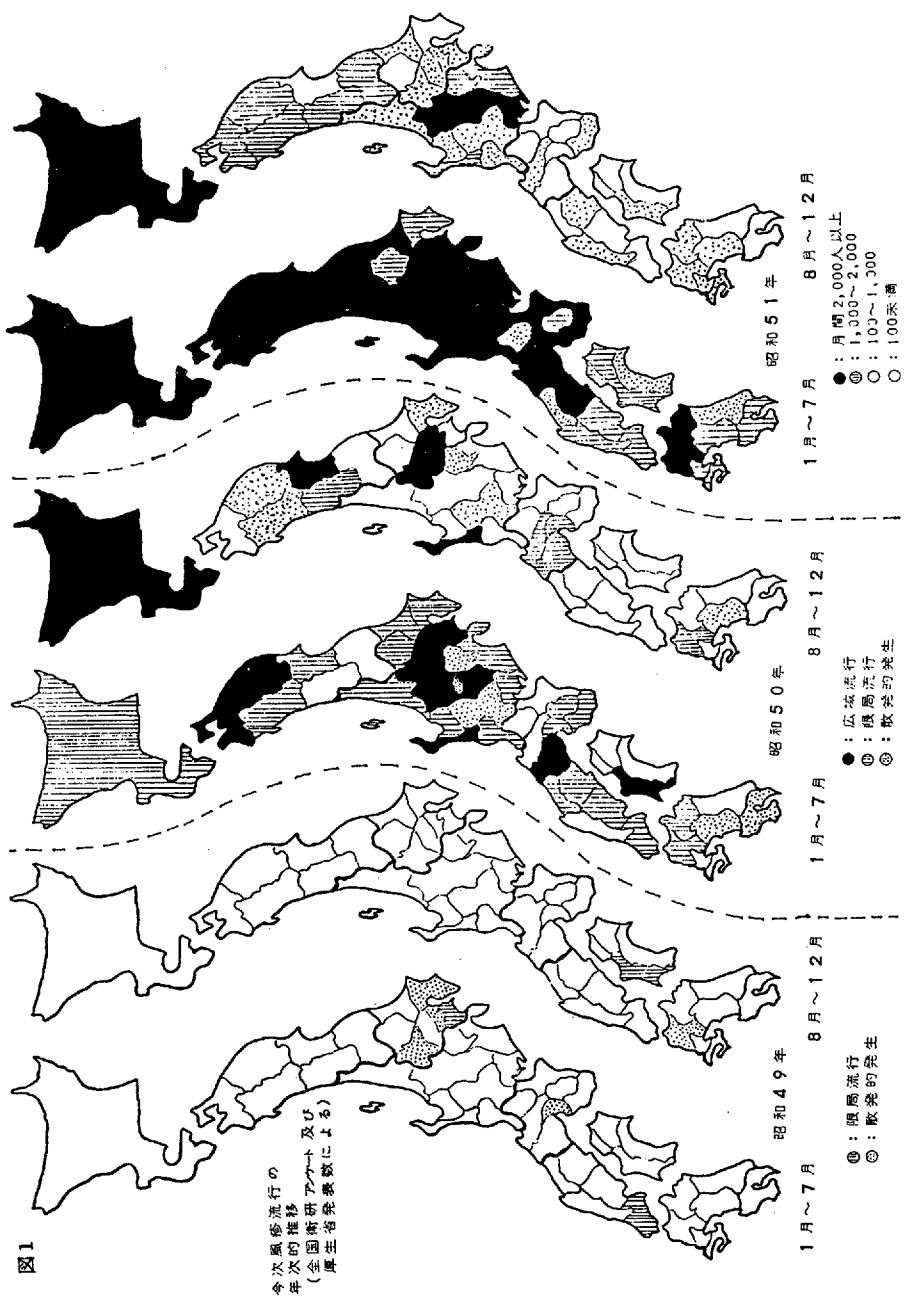 図1
今次風疹流行の
年次的推移
(全国衛研アンケート及び
厚生省発表数による)
1月～7月
8月～12月
1月～7月
8月～12月
1月～7月
8月～12月
昭和49年
昭和50年
昭和51年
：限局流行
：散発的発生
●：広域流行
：限局流行
：散発的発生
●：月間2,000人以上
：1,000～2,000
○：100～1,000
○：100未満